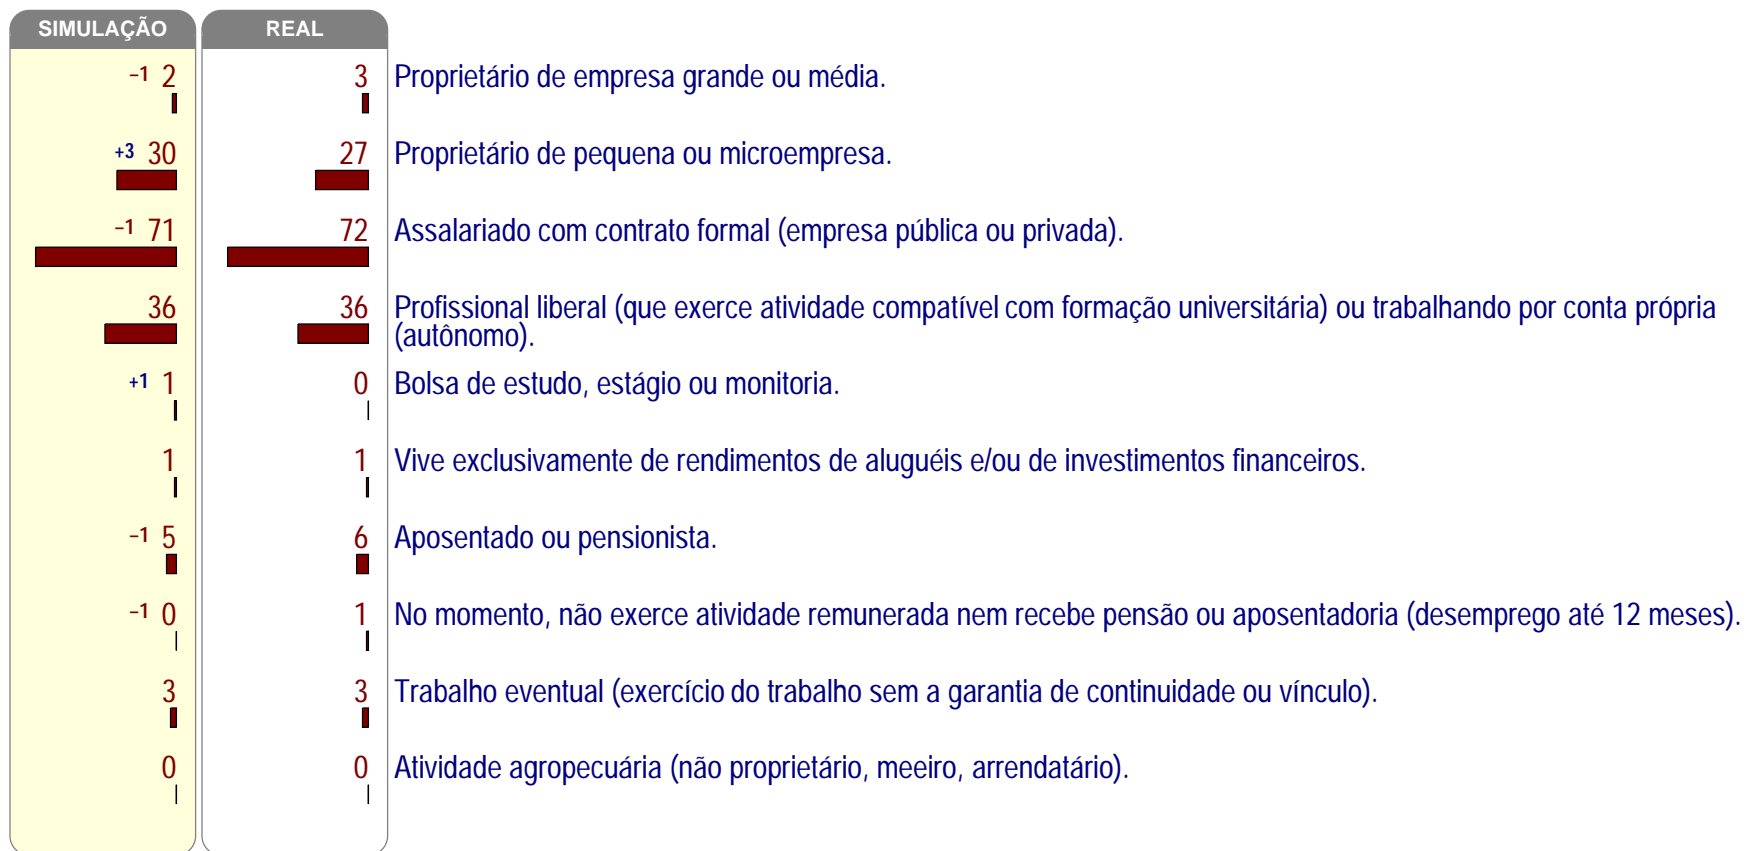 SIMULAÇÃO REAL
−1 2 3 Proprietário de empresa grande ou média.
+3 30 27 Proprietário de pequena ou microempresa.
−1 71 72 Assalariado com contrato formal (empresa pública ou privada).
36 36 Profissional liberal (que exerce atividade compatível com formação universitária) ou trabalhando por conta própria
(autônomo).
+1 1 0 Bolsa de estudo, estágio ou monitoria.
1 1 Vive exclusivamente de rendimentos de aluguéis e/ou de investimentos financeiros.
−1 5 6 Aposentado ou pensionista.
−1 0 1 No momento, não exerce atividade remunerada nem recebe pensão ou aposentadoria (desemprego até 12 meses).
3 3 Trabalho eventual (exercício do trabalho sem a garantia de continuidade ou vínculo).
0 0 Atividade agropecuária (não proprietário, meeiro, arrendatário).